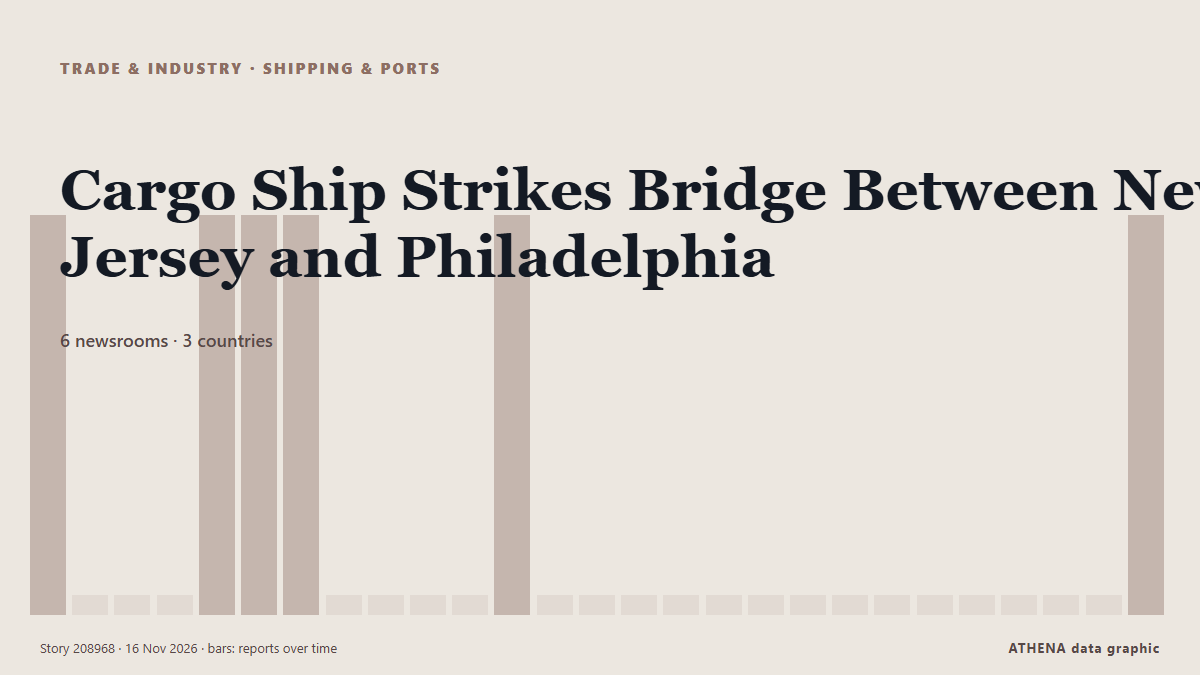 TRADE & INDUSTRY · SHIPPING & PORTS
Cargo Ship Strikes Bridge Between
Jersey and Philadelphia
6 newsrooms · 3 countries
Story 208968 · 16 Nov 2026 · bars: reports over time
ATHENA data graphic